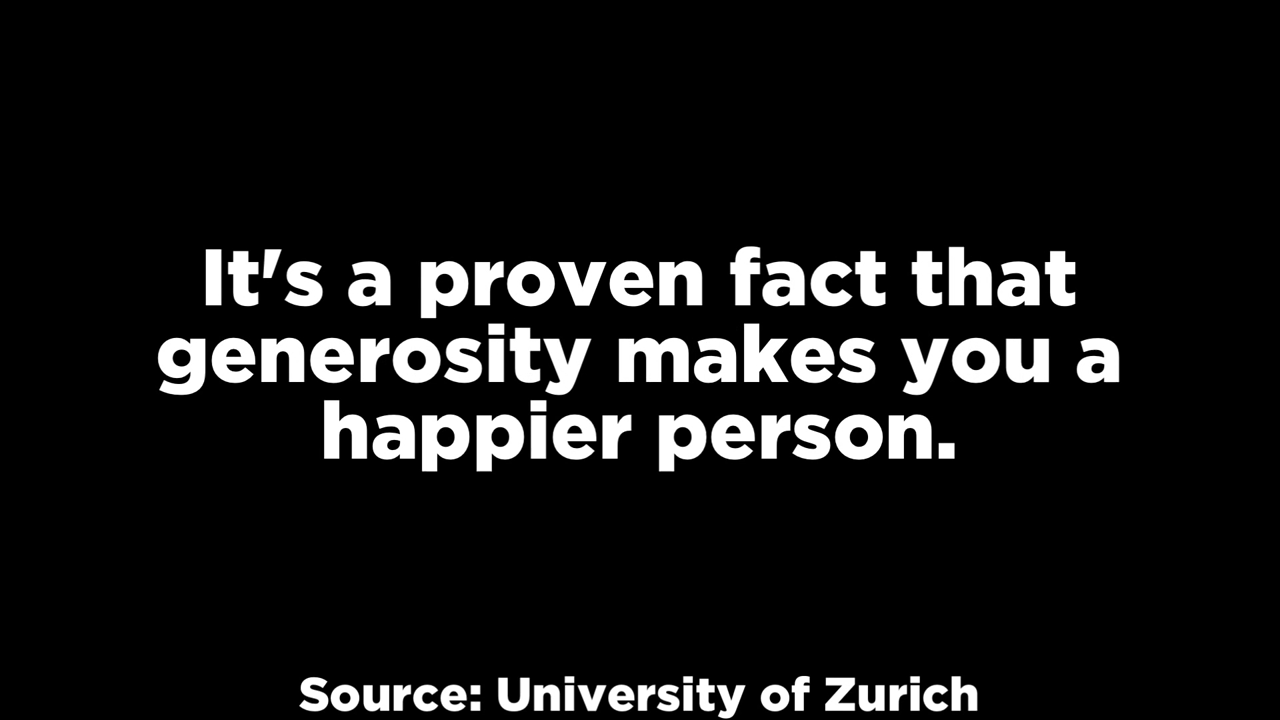 It's a proven fact that
generosity makes you a
happier person.
Source: University of Zurich